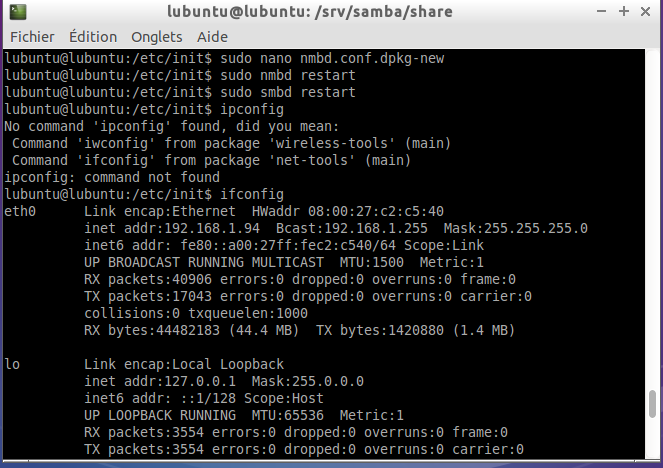 lubuntu@lubuntu: /srv/samba/share
Fichier Édition Onglets Aide
lubuntu@lubuntu:/etc/init$ sudo nano nmbd.conf.dpkg-new
lubuntu@lubuntu:/etc/init$ sudo nmbd restart
lubuntu@lubuntu:/etc/init$ sudo smbd restart
lubuntu@lubuntu:/etc/init$ ipconfig
No command 'ipconfig' found, did you mean:
 Command 'iwconfig' from package 'wireless-tools' (main)
 Command 'ifconfig' from package 'net-tools' (main)
ipconfig: command not found
lubuntu@lubuntu:/etc/init$ ifconfig
eth0      Link encap:Ethernet  HWaddr 08:00:27:c2:c5:40
          inet addr:192.168.1.94  Bcast:192.168.1.255  Mask:255.255.255.0
          inet6 addr: fe80::a00:27ff:fec2:c540/64 Scope:Link
          UP BROADCAST RUNNING MULTICAST  MTU:1500  Metric:1
          RX packets:40906 errors:0 dropped:0 overruns:0 frame:0
          TX packets:17043 errors:0 dropped:0 overruns:0 carrier:0
          collisions:0 txqueuelen:1000
          RX bytes:44482183 (44.4 MB)  TX bytes:1420880 (1.4 MB)
lo        Link encap:Local Loopback
          inet addr:127.0.0.1  Mask:255.0.0.0
          inet6 addr: ::1/128 Scope:Host
          UP LOOPBACK RUNNING  MTU:65536  Metric:1
          RX packets:3554 errors:0 dropped:0 overruns:0 frame:0
          TX packets:3554 errors:0 dropped:0 overruns:0 carrier:0